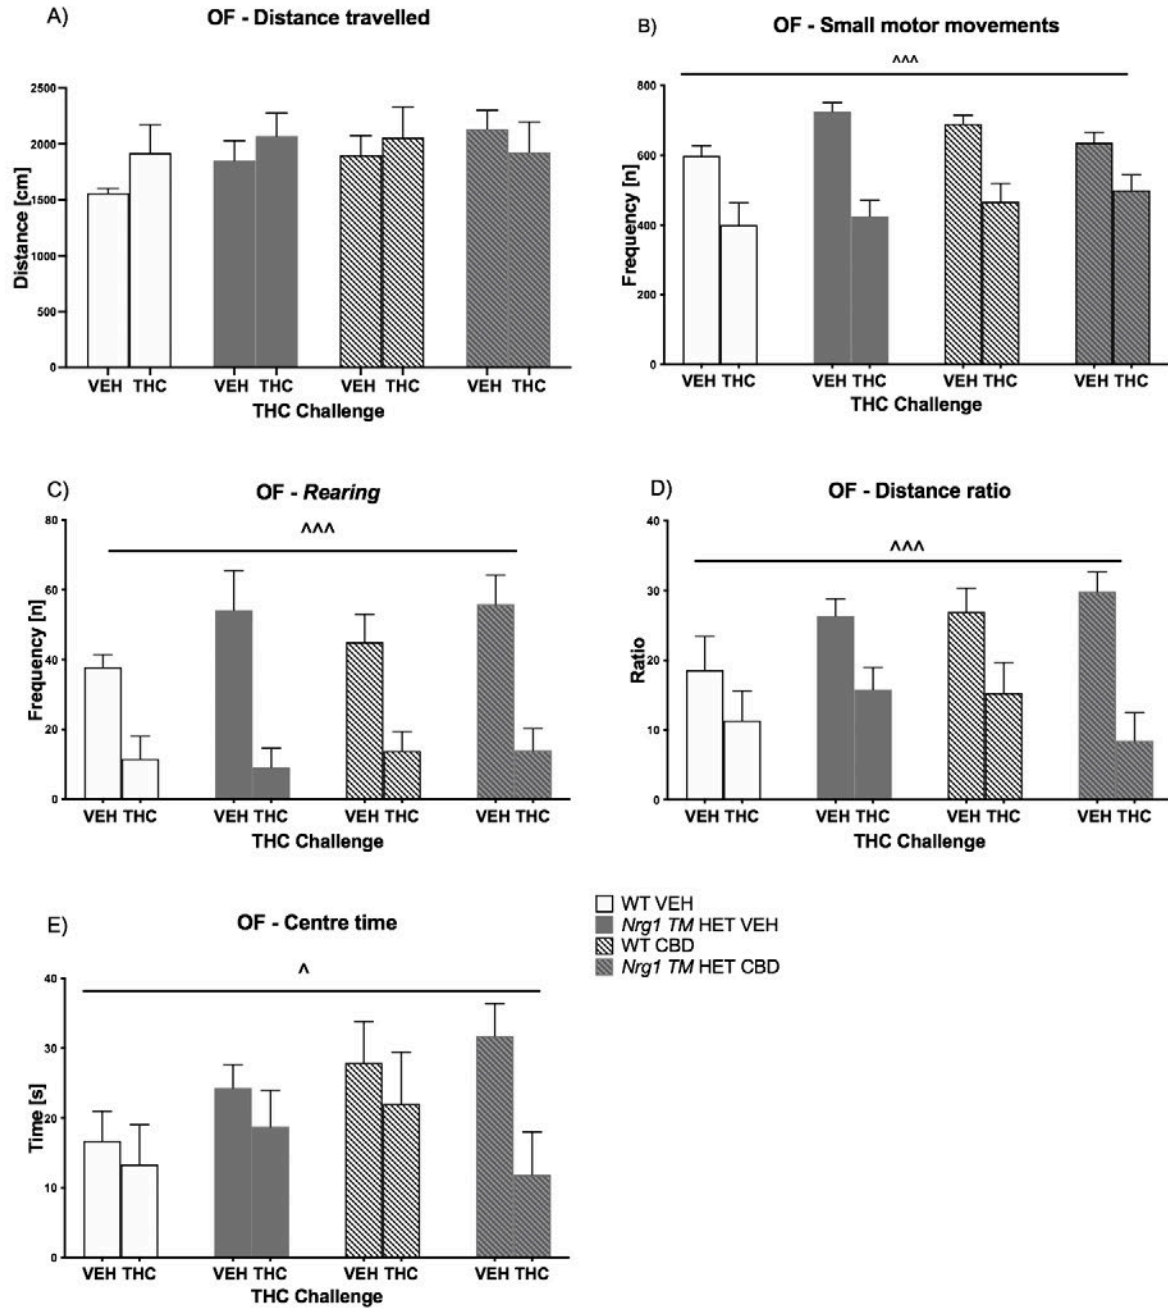 A)
OF - Distance travelled
Distance [cm]
2500
2000
1500
1000
500
0
VEH THC VEH THC VEH THC VEH THC
THC Challenge
B)
OF - Small motor movements
^^^
Frequency [n]
800
600
400
200
0
VEH THC VEH THC VEH THC VEH THC
THC Challenge
C)
OF - Rearing
^^^
Frequency [n]
80
60
40
20
0
VEH THC VEH THC VEH THC VEH THC
THC Challenge
D)
OF - Distance ratio
^^^
Ratio
40
30
20
10
0
VEH THC VEH THC VEH THC VEH THC
THC Challenge
E)
OF - Centre time
^
Time [s]
40
30
20
10
0
VEH THC VEH THC VEH THC VEH THC
THC Challenge
WT VEH
Nrg1 TM HET VEH
WT CBD
Nrg1 TM HET CBD